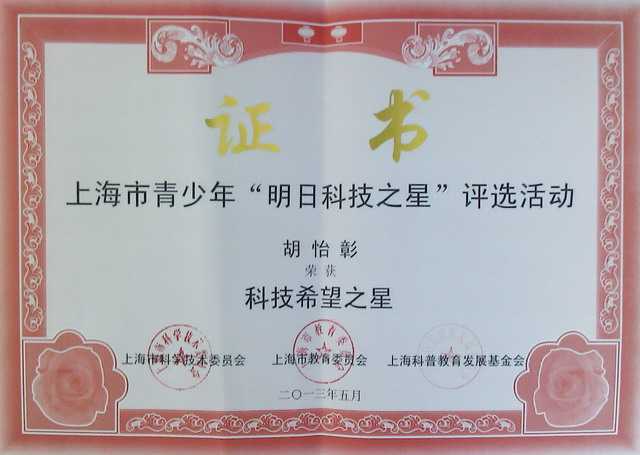 证书
上海市青少年“明日科技之星”评选活动
胡怡彰
荣获
科技希望之星
上海市科学技术委员会 上海市教育委员会 上海科普教育发展基金会
二〇一三年五月